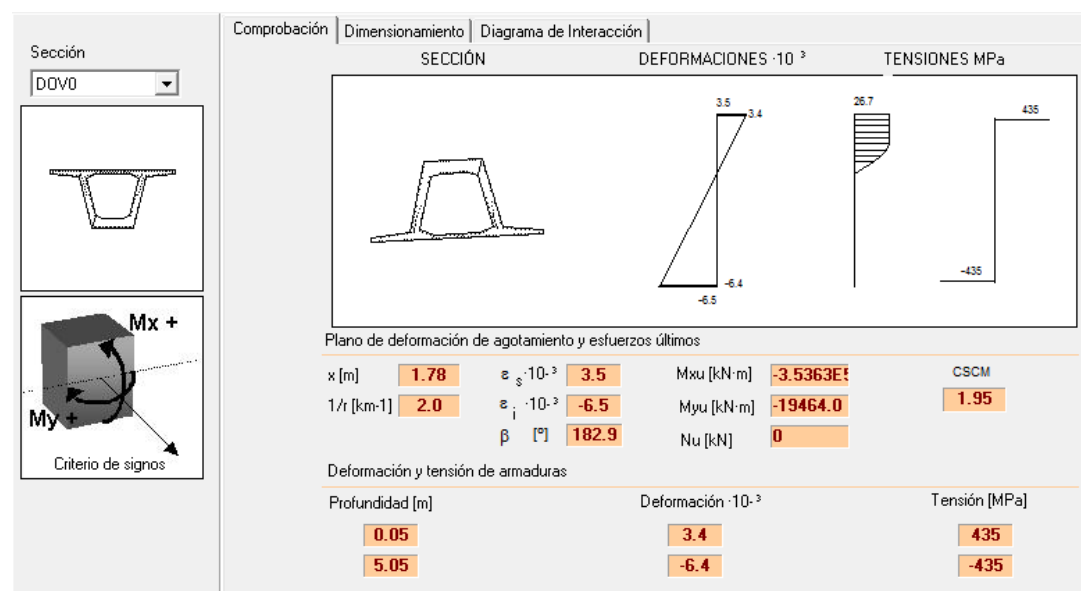 Comprobación Dimensionamiento Diagrama de Interacción
Sección
DOV0
SECCIÓN DEFORMACIONES ·10 ³ TENSIONES MPa
3.5
3.4
26.7
435
-6.4
-6.5
-435
Mx +
My +
Criterio de signos
Plano de deformación de agotamiento y esfuerzos últimos
x [m] 1.78 ε s ·10-³ 3.5 Mxu [kN·m] -3.5363E5 CSCM
1/r [km-1] 2.0 ε i ·10-³ -6.5 Myu [kN·m] -19464.0 1.95
β [º] 182.9 Nu [kN] 0
Deformación y tensión de armaduras
Profundidad [m] Deformación ·10-³ Tensión [MPa]
0.05 3.4 435
5.05 -6.4 -435